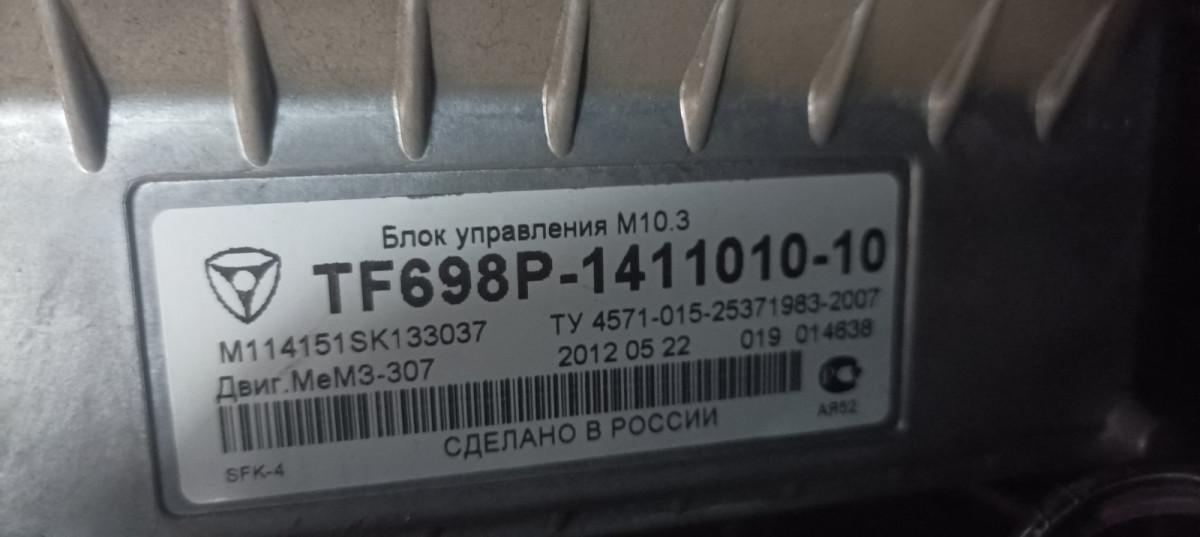 Блок управления М10.3
TF698P-1411010-10
M114151SK133037
ТУ 4571-015-25371983-2007
Двиг.МеМЗ-307
2012 05 22
019 014638
АЯ52
СДЕЛАНО В РОССИИ
SFK-4